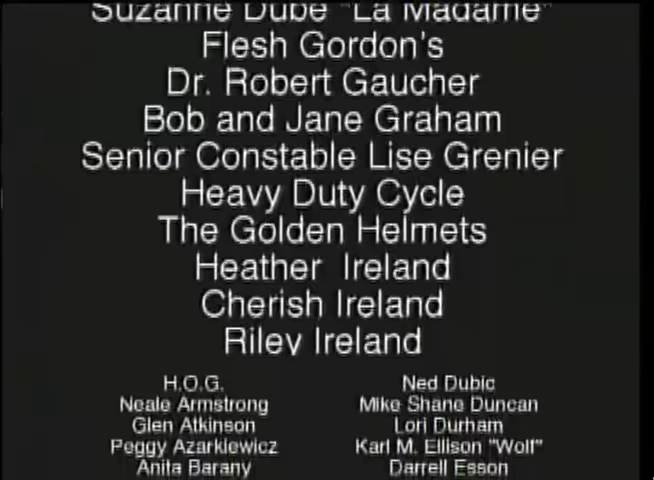 Suzanne Dube "La Madame"
Flesh Gordon's
Dr. Robert Gaucher
Bob and Jane Graham
Senior Constable Lise Grenier
Heavy Duty Cycle
The Golden Helmets
Heather Ireland
Cherish Ireland
Riley Ireland
H.O.G.
Neale Armstrong
Glen Atkinson
Peggy Azarkiewicz
Anita Barany
Ned Dubic
Mike Shane Duncan
Lori Durham
Karl M. Ellison "Wolf"
Darrell Esson